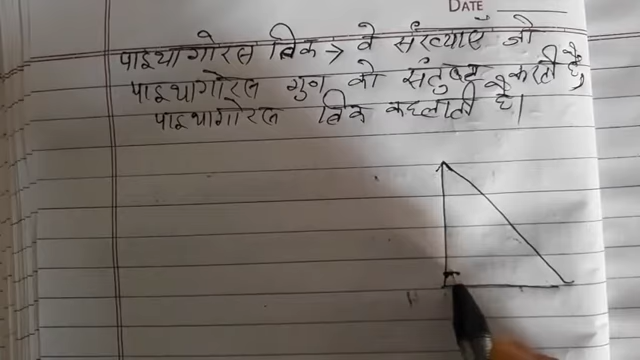 DATE
पाइथागोरस त्रिक → वे संख्याएँ जो
पाइथागोरस गुण को संतुष्ट करती है,
पाइथागोरस त्रिक कहलाती है।